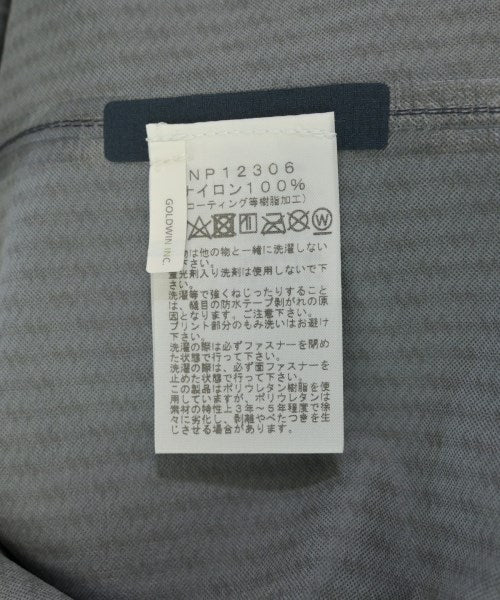 NP12306
ナイロン100%
コーティング等樹脂加工)
GOLDWIN INC.
物は他の物と一緒に洗濯しない
下さい。
蛍光剤入り洗剤は使用しないで下
さい。
洗濯等で強くねじったりすること
は、縫目の防水テープ剥がれの原
因となります。ご注意下さい。
プリント部分のもみ洗いはお避け
下さい。
洗濯の際は必ずファスナーを閉め
た状態で行って下さい。
洗濯の際は、必ず面ファスナーを
止めた状態で行って下さい。
この製品はポリウレタン樹脂を使
用していますが、ポリウレタンは
素材の特性上3年～5年程度で徐
々に劣化し、剥離やべたつきを生
じさせる場合があります。